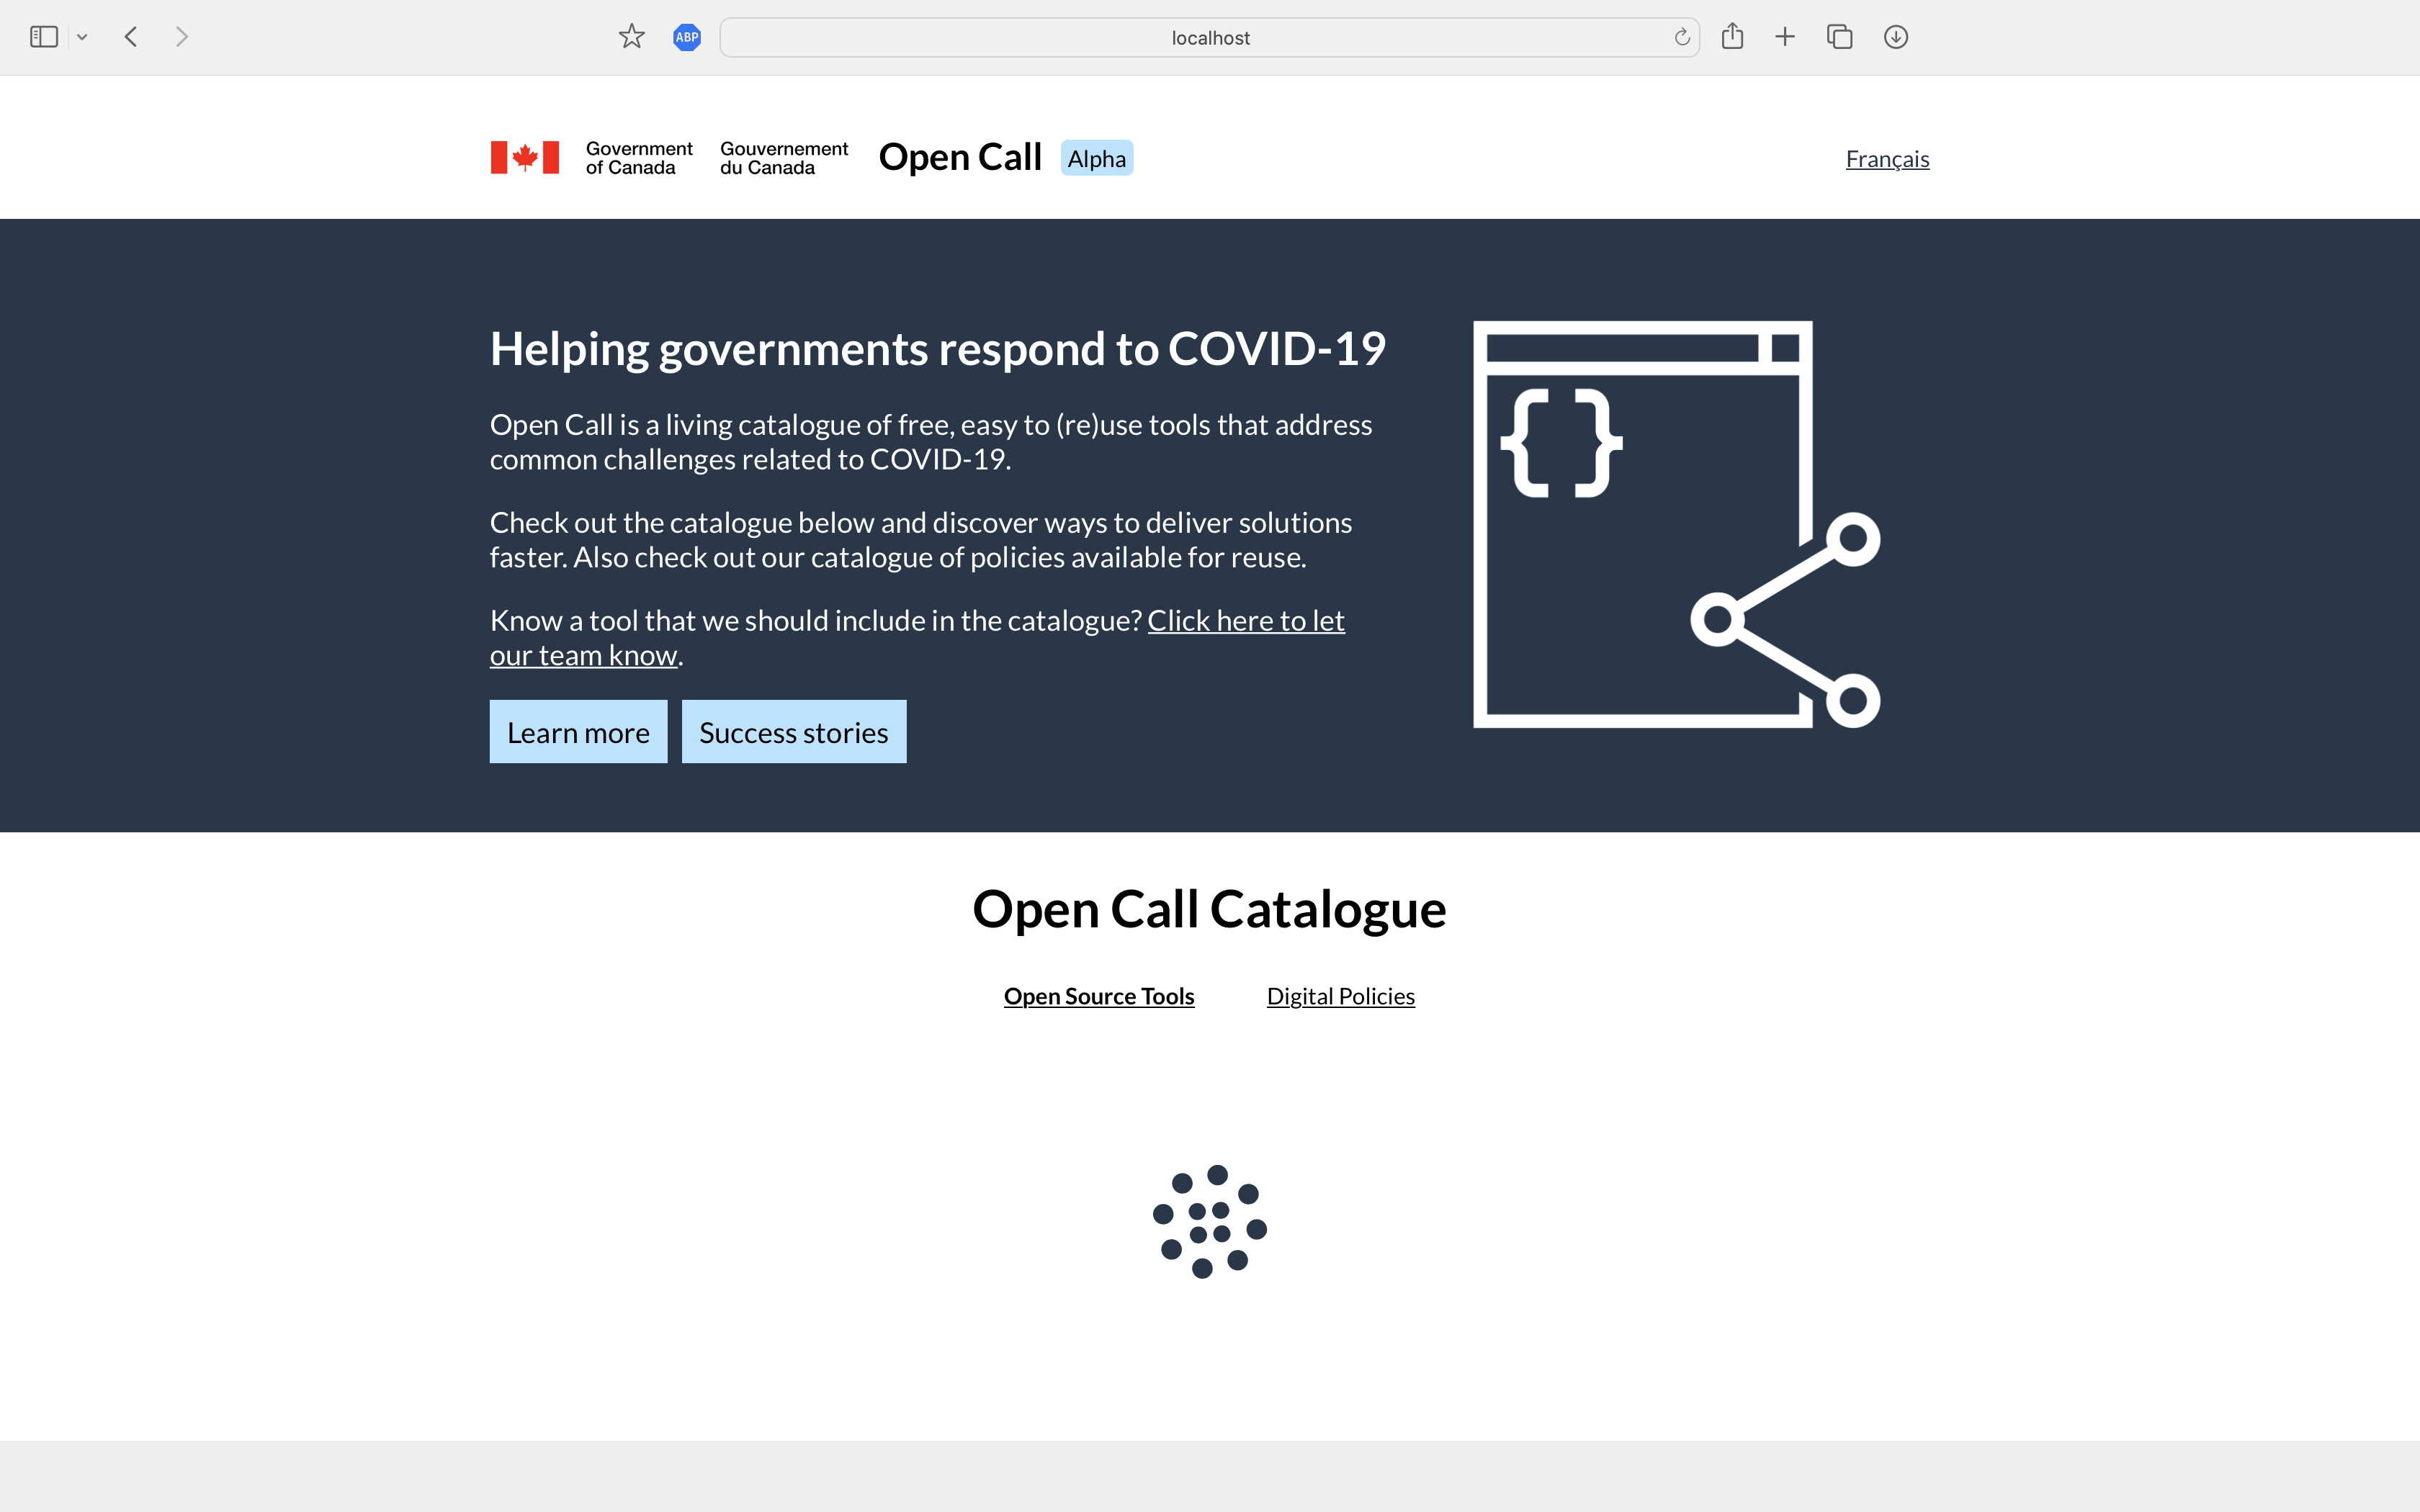 ABP
localhost
Government
of Canada
Gouvernement
du Canada
Open Call
Alpha
Français
Helping governments respond to COVID-19
Open Call is a living catalogue of free, easy to (re)use tools that address
common challenges related to COVID-19.
Check out the catalogue below and discover ways to deliver solutions
faster. Also check out our catalogue of policies available for reuse.
Know a tool that we should include in the catalogue? Click here to let
our team know.
Learn more
Success stories
{ }
Open Call Catalogue
Open Source Tools
Digital Policies